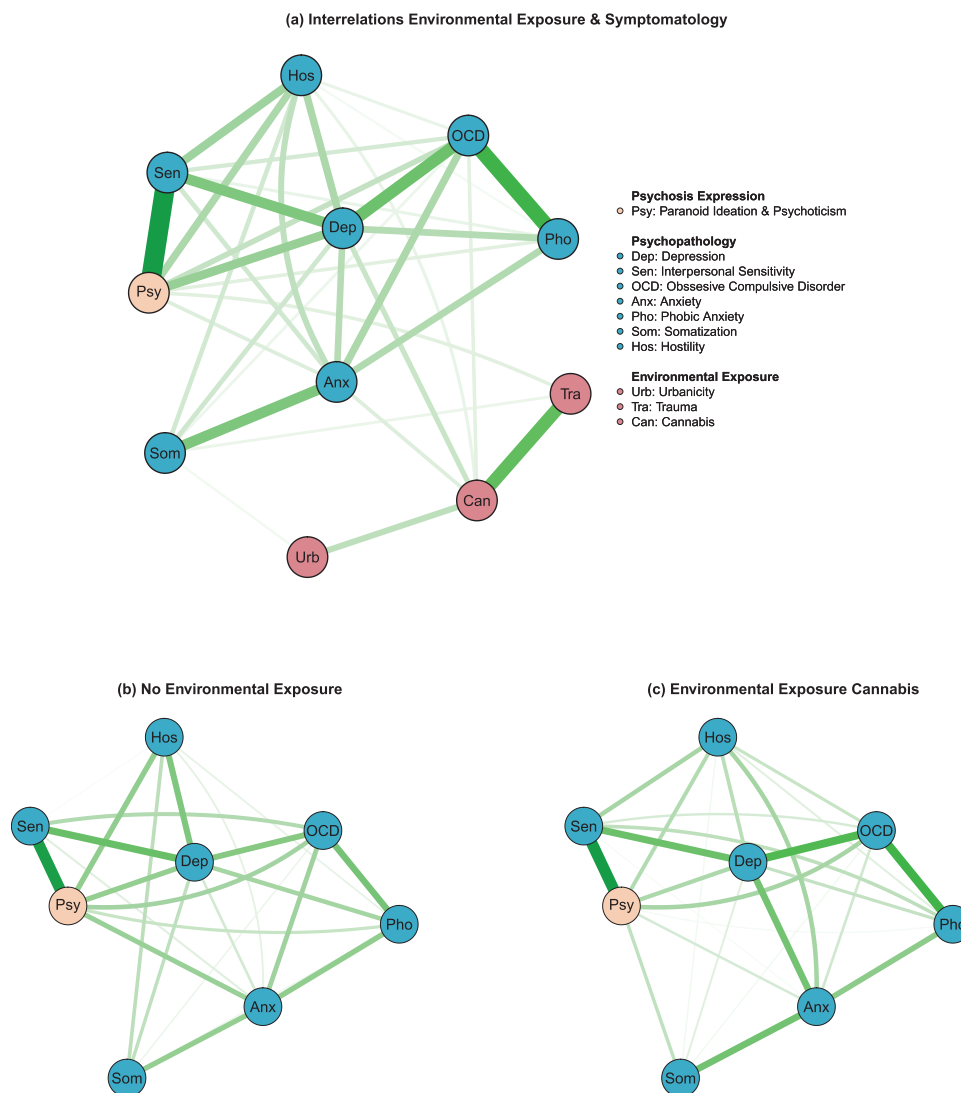 (a) Interrelations Environmental Exposure & Symptomatology
Hos
OCD
Sen
Dep
Pho
Psy
Anx
Tra
Som
Can
Urb
Psychosis Expression
Psy: Paranoid Ideation & Psychoticism
Psychopathology
Dep: Depression
Sen: Interpersonal Sensitivity
OCD: Obssesive Compulsive Disorder
Anx: Anxiety
Pho: Phobic Anxiety
Som: Somatization
Hos: Hostility
Environmental Exposure
Urb: Urbanicity
Tra: Trauma
Can: Cannabis
(b) No Environmental Exposure
Hos
Sen
OCD
Dep
Psy
Pho
Anx
Som
(c) Environmental Exposure Cannabis
Hos
Sen
OCD
Dep
Psy
Pho
Anx
Som